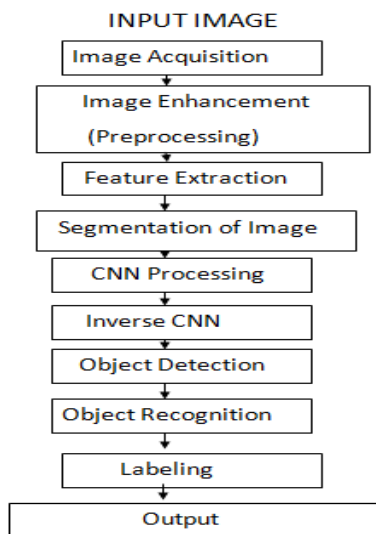 INPUT IMAGE
Image Acquisition
Image Enhancement
(Preprocessing)
Feature Extraction
Segmentation of Image
CNN Processing
Inverse CNN
Object Detection
Object Recognition
Labeling
Output